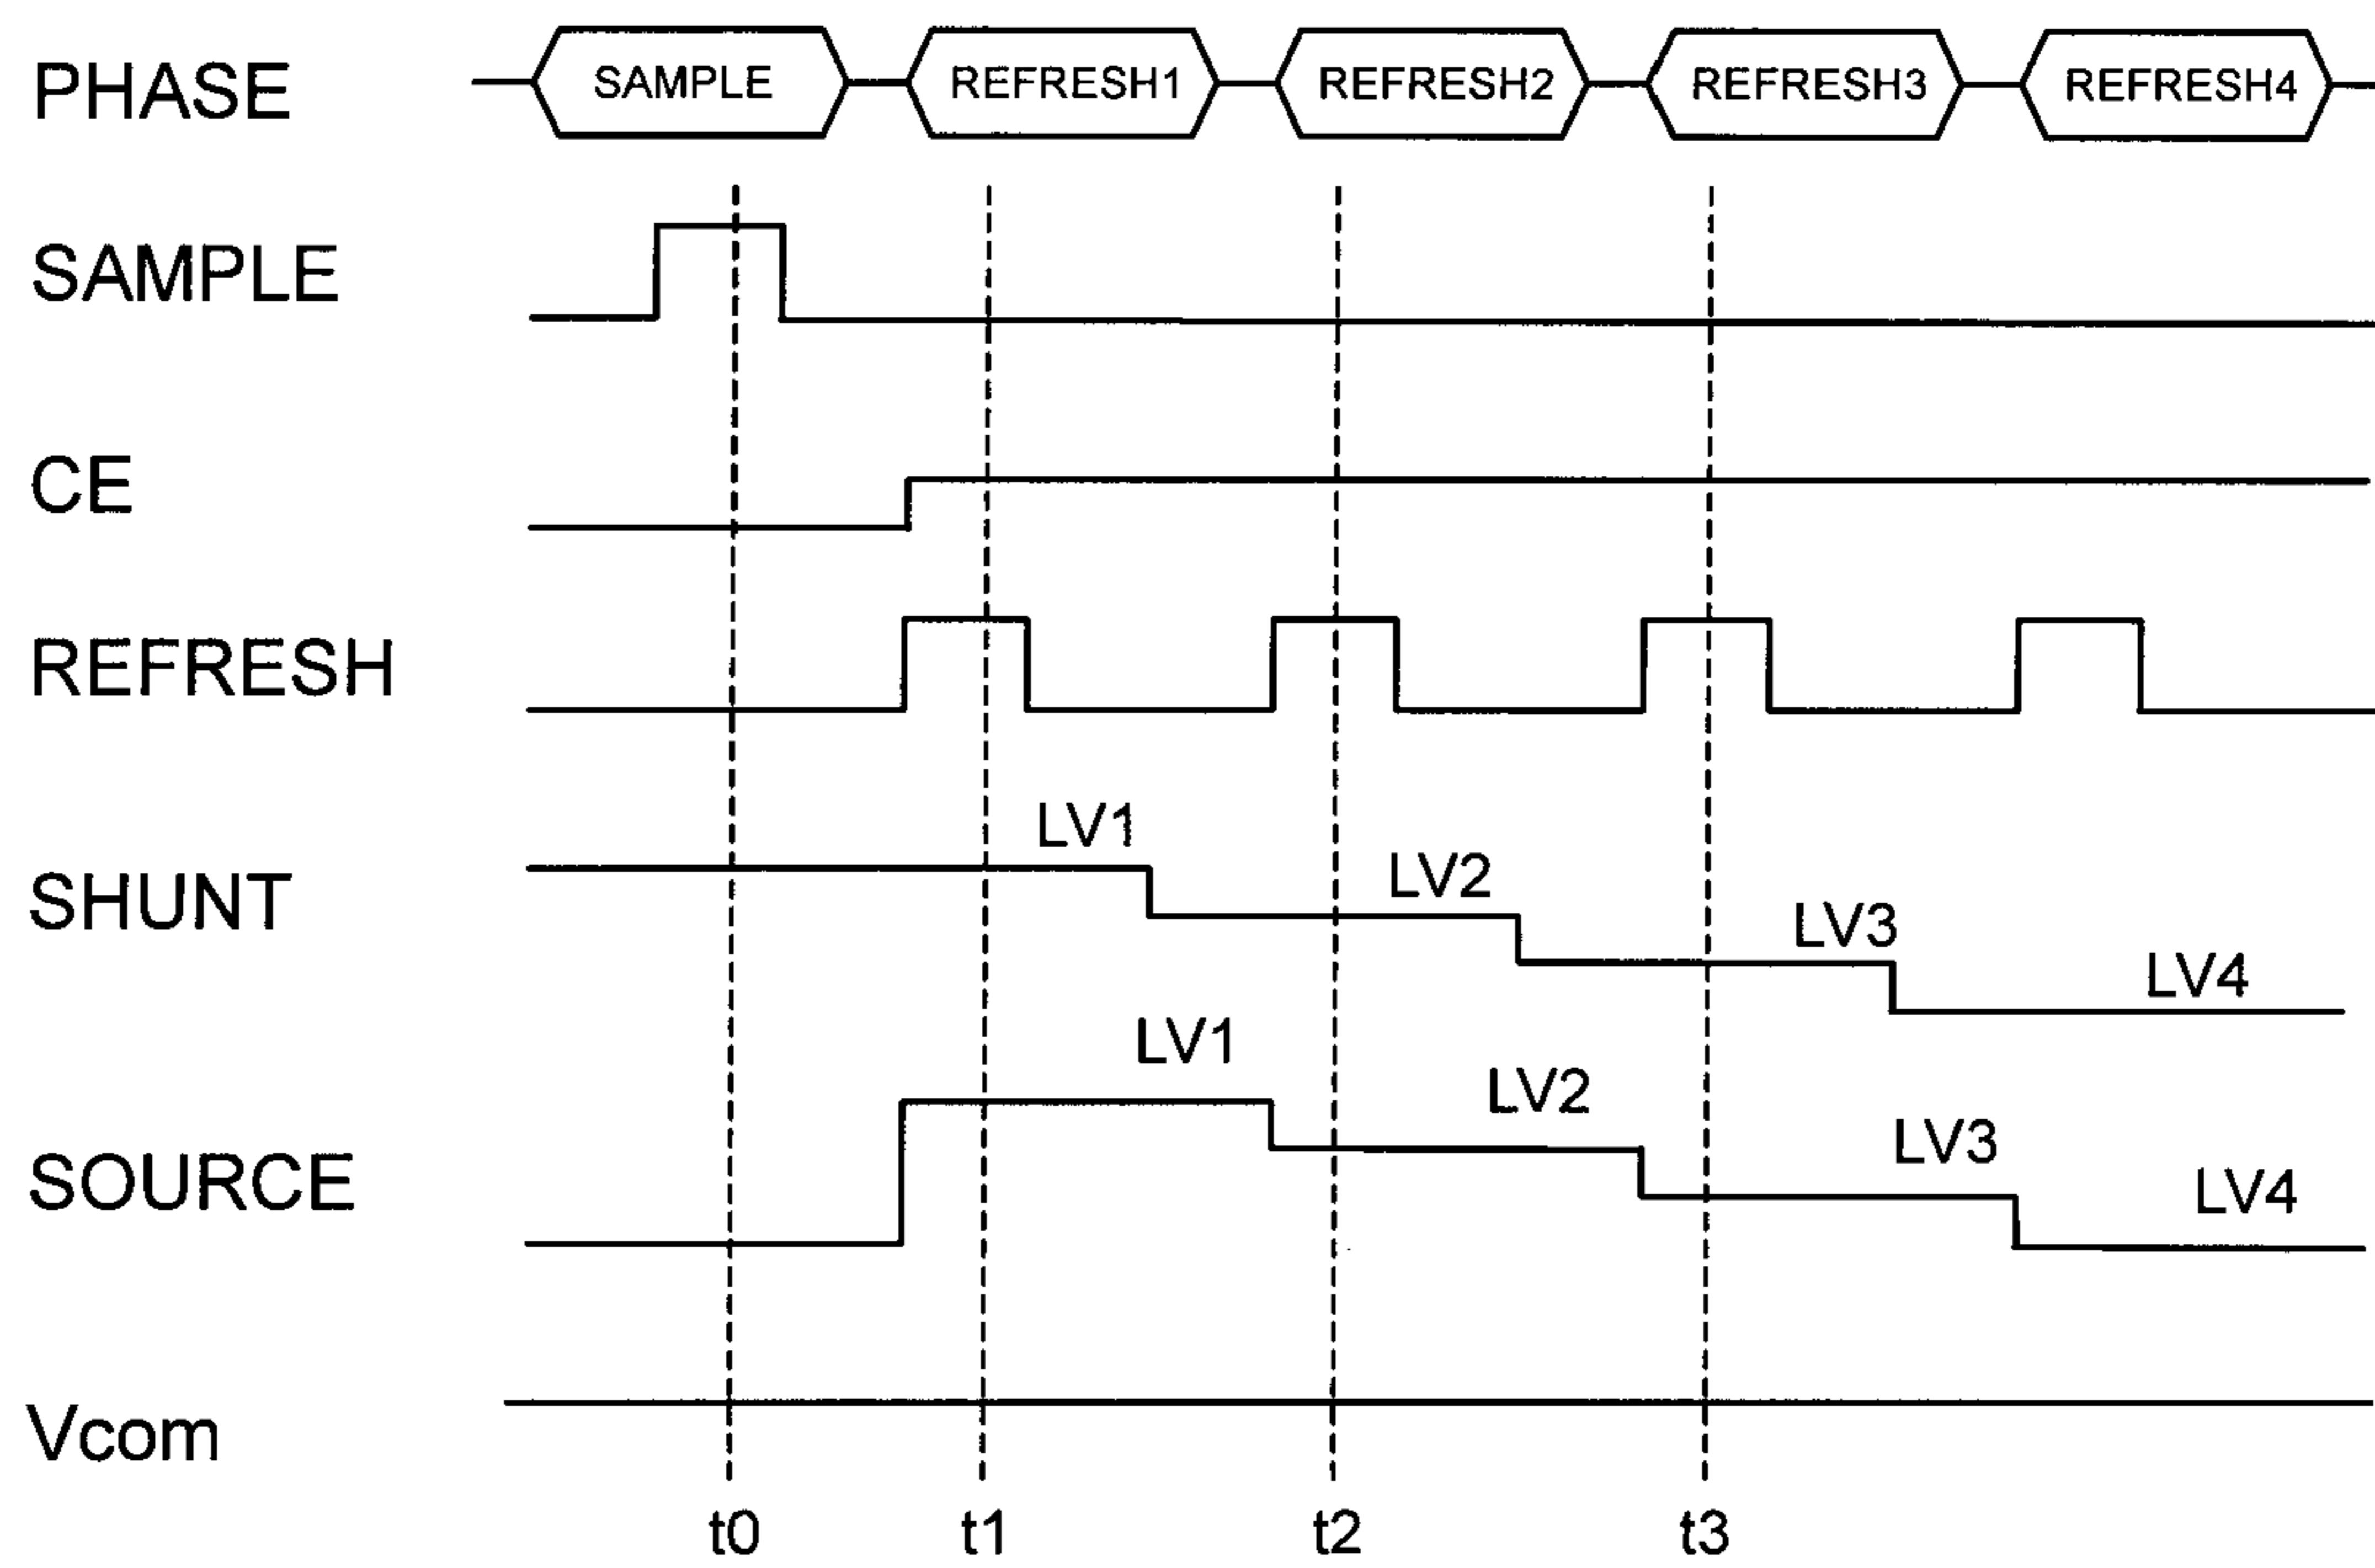 PHASE SAMPLE REFRESH1 REFRESH2 REFRESH3 REFRESH4
SAMPLE
CE
REFRESH
SHUNT LV1 LV2 LV3 LV4
SOURCE LV1 LV2 LV3 LV4
Vcom
t0 t1 t2 t3